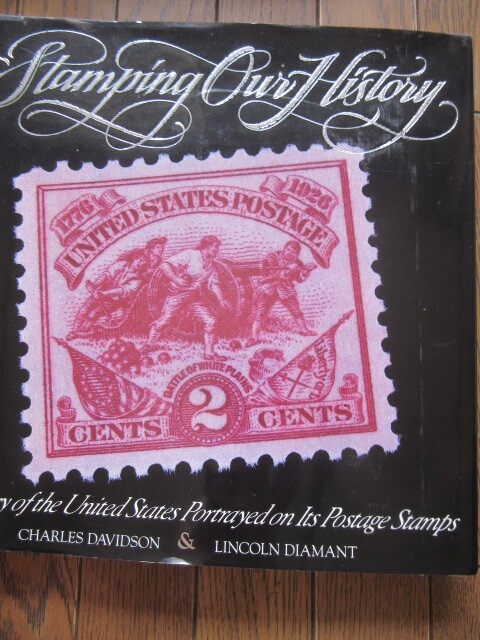 Stamping Our History
1776
1926
UNITED STATES POSTAGE
BATTLE OF WHITE PLAINS
2
CENTS
CENTS
y of the United States Portrayed on Its Postage Stamps
CHARLES DAVIDSON & LINCOLN DIAMANT